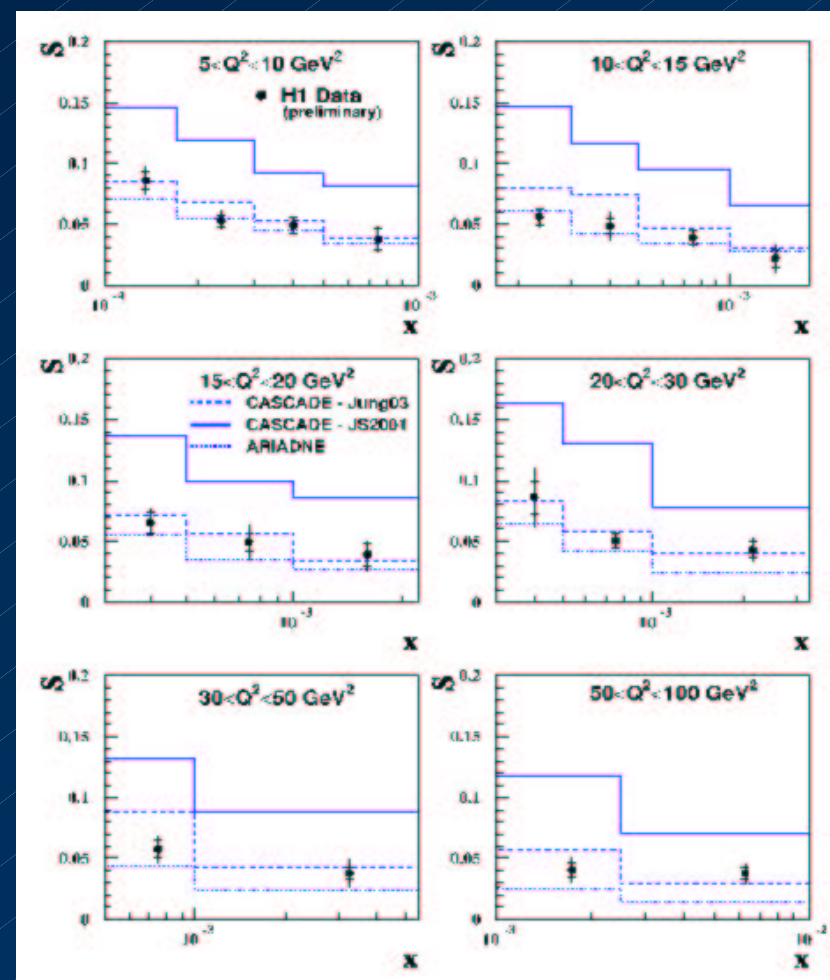 5<Q²<10 GeV²
H1 Data
(preliminary)
S
0.2
0.15
0.1
0.05
0
10⁻⁴
10⁻³
x
10<Q²<15 GeV²
S
0.2
0.15
0.1
0.05
0
10⁻³
x
15<Q²<20 GeV²
CASCADE - Jung03
CASCADE - JS2001
ARIADNE
S
0.2
0.15
0.1
0.05
0
10⁻³
x
20<Q²<30 GeV²
S
0.2
0.15
0.1
0.05
0
10⁻³
x
30<Q²<50 GeV²
S
0.2
0.15
0.1
0.05
0
10⁻³
x
50<Q²<100 GeV²
S
0.2
0.15
0.1
0.05
0
10⁻³
10⁻²
x